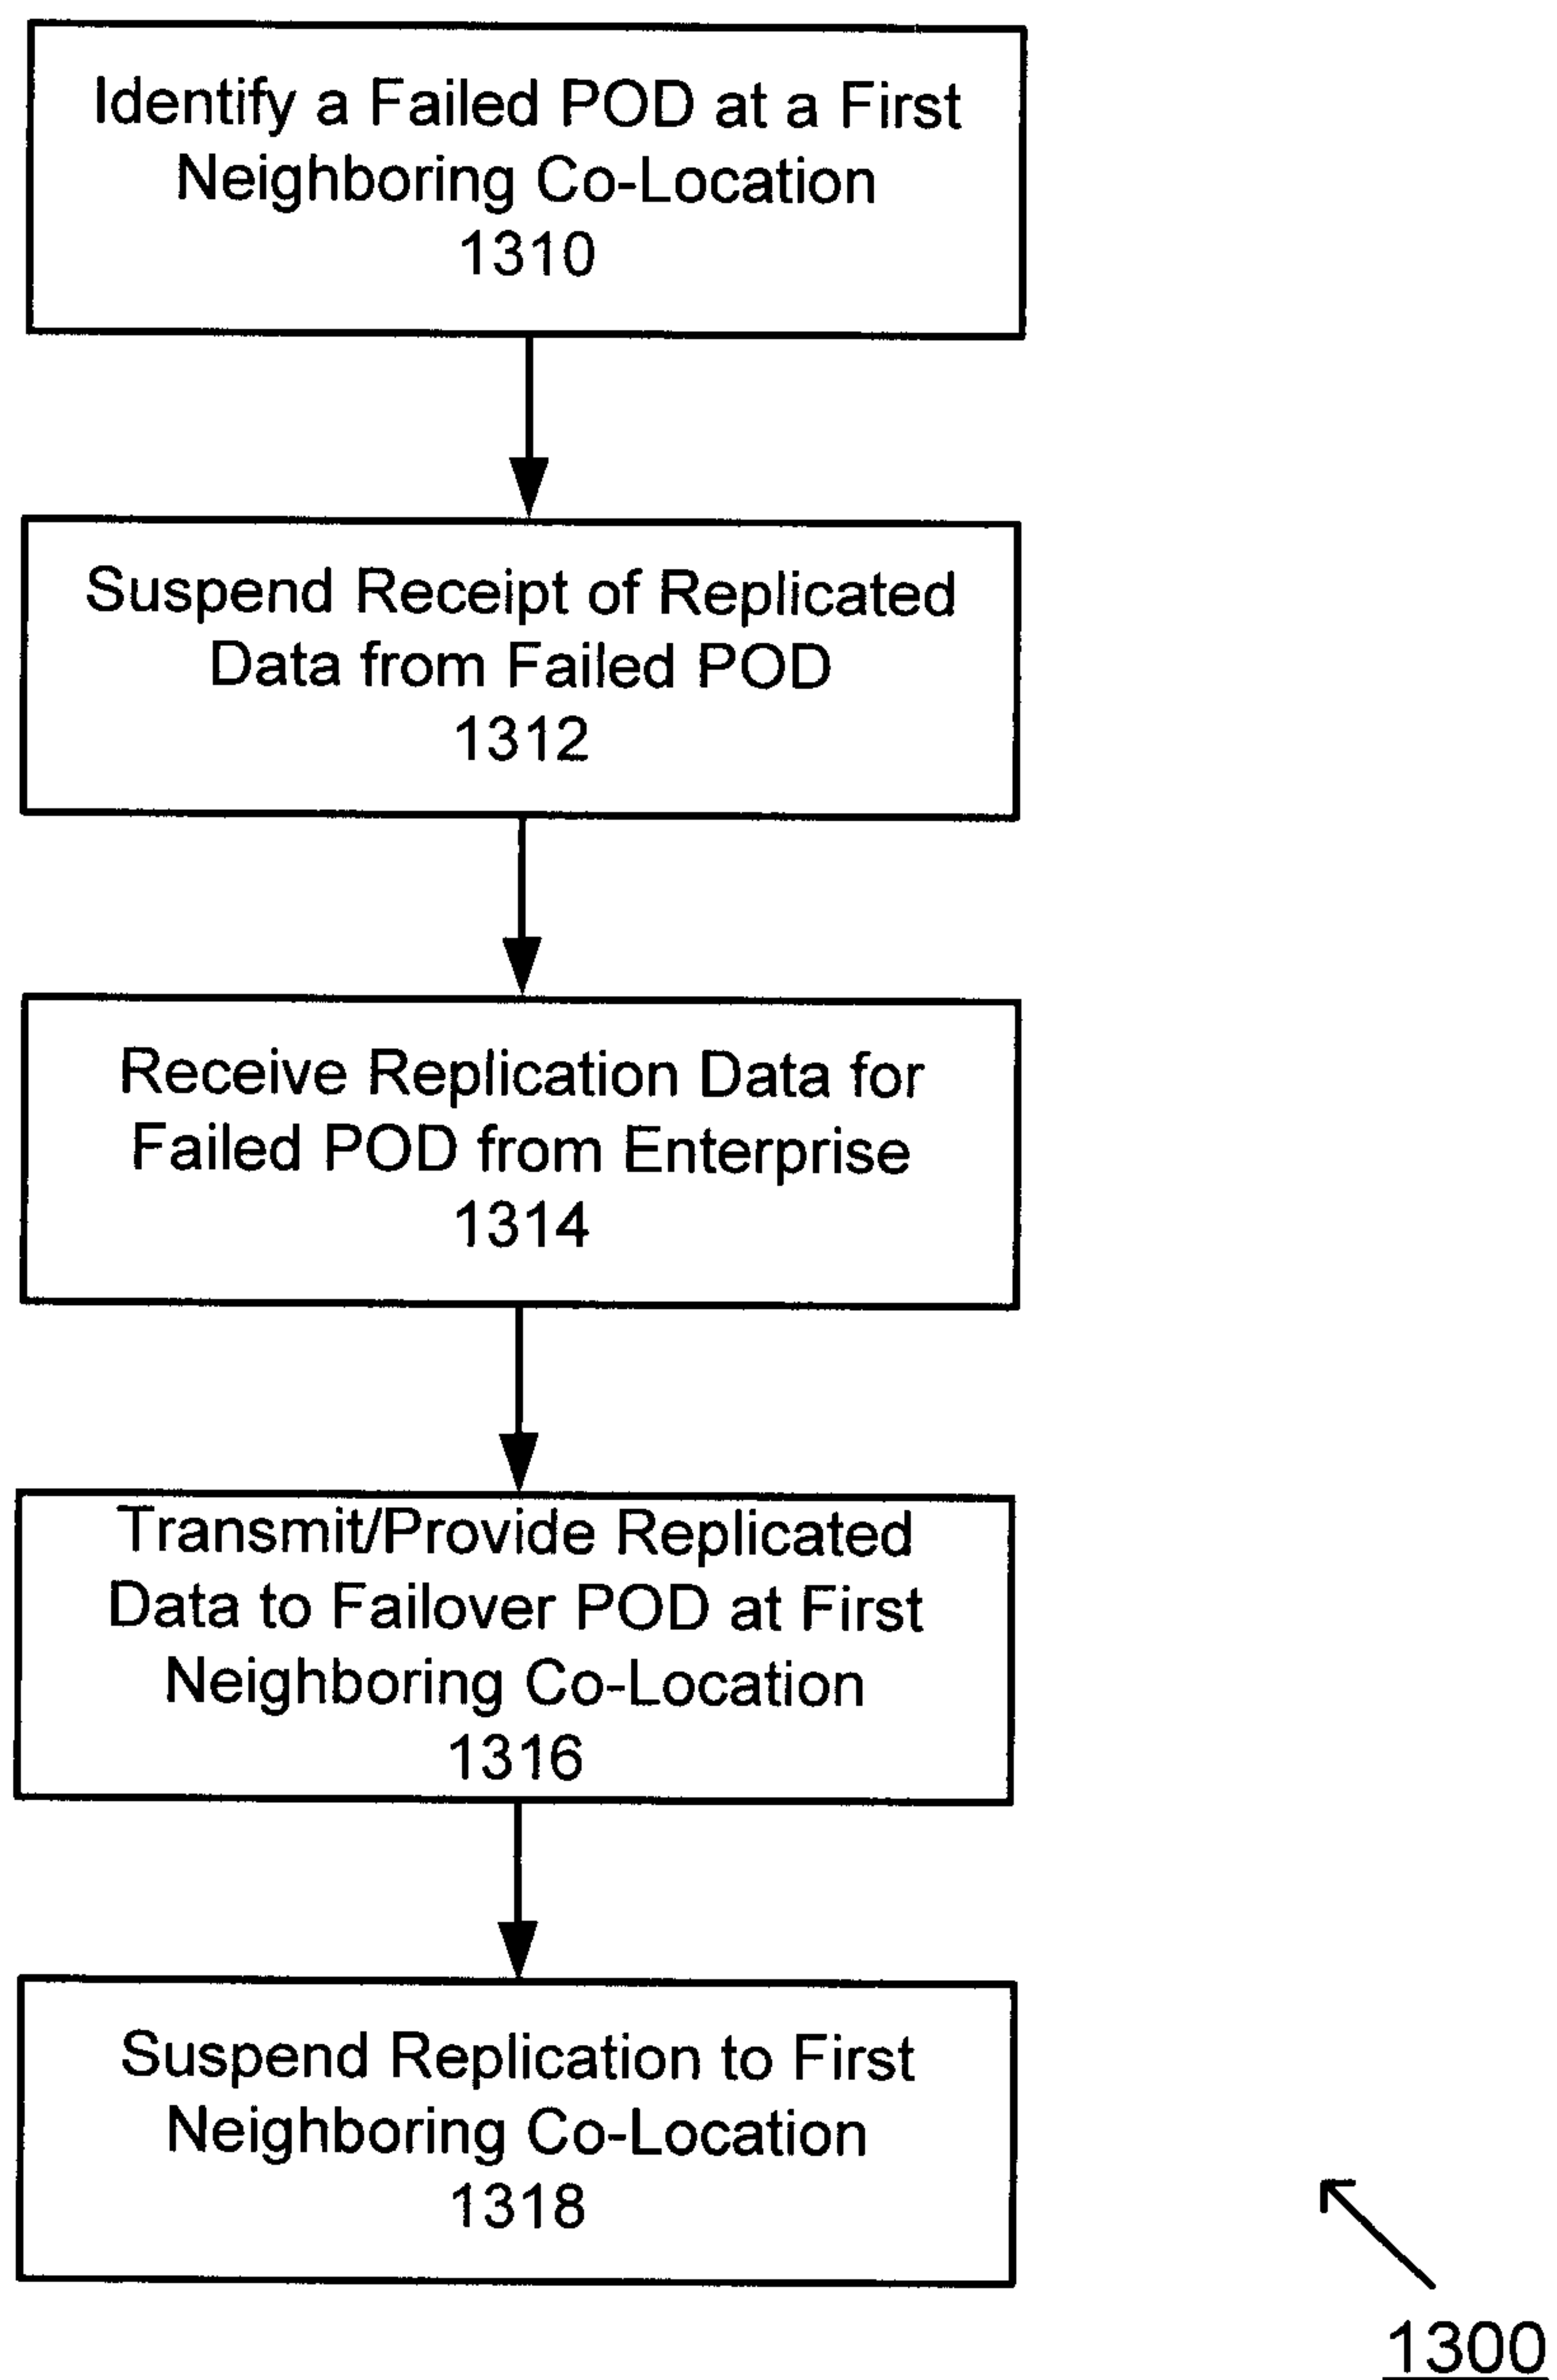 Identify a Failed POD at a First
Neighboring Co-Location
1310
Suspend Receipt of Replicated
Data from Failed POD
1312
Receive Replication Data for
Failed POD from Enterprise
1314
Transmit/Provide Replicated
Data to Failover POD at First
Neighboring Co-Location
1316
Suspend Replication to First
Neighboring Co-Location
1318
1300